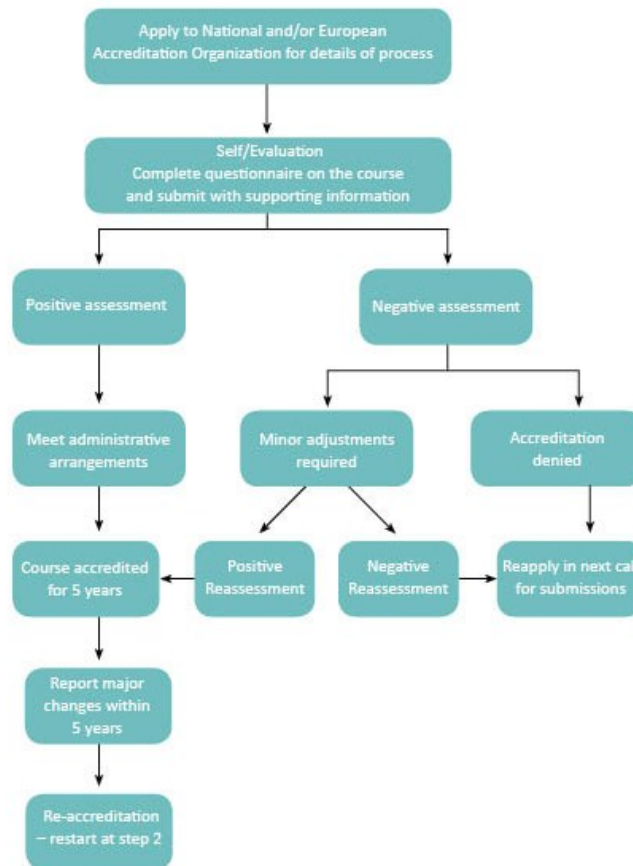 Apply to National and/or European
Accreditation Organization for details of process
Self/Evaluation
Complete questionnaire on the course
and submit with supporting information
Positive assessment
Negative assessment
Meet administrative
arrangements
Minor adjustments
required
Accreditation
denied
Course accredited
for 5 years
Positive
Reassessment
Negative
Reassessment
Reapply in next cal
for submissions
Report major
changes within
5 years
Re-accreditation
– restart at step 2